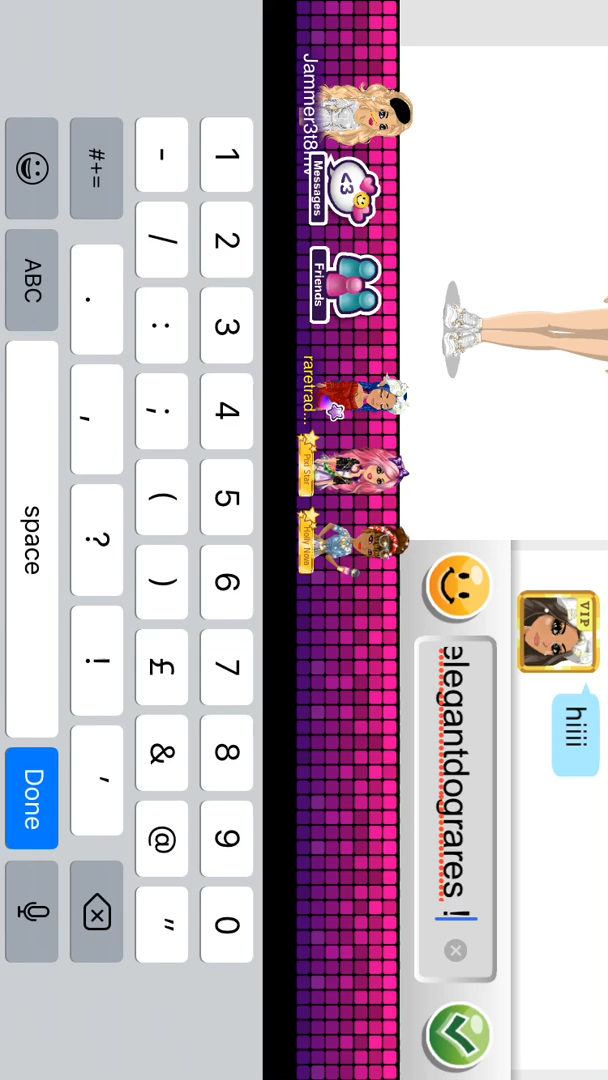 VIP
hiiii
elegantdograres !
Jammer3t8
<3
Messages
Friends
raretrad...
Pixi Star
Holly Nova
1 2 3 4 5 6 7 8 9 0
- / : ; ( ) £ & @ "
#+= . , ? ! '
ABC space Done